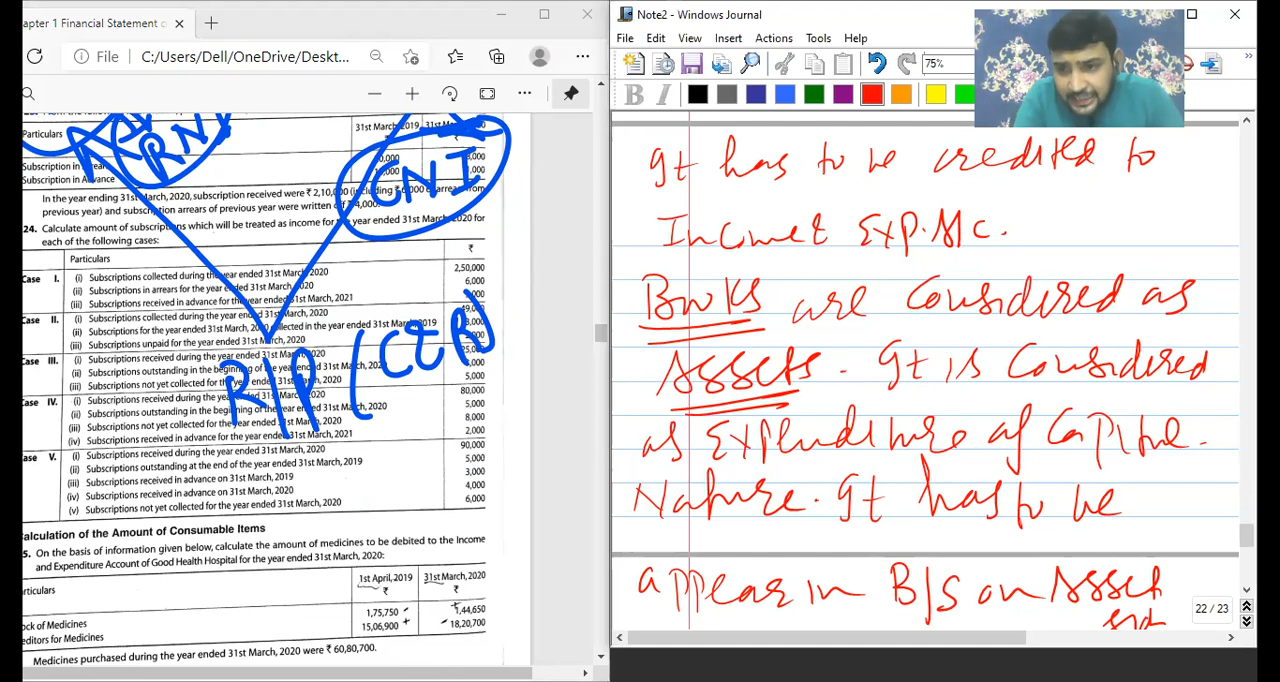 apter 1 Financial Statement o
File
C:/Users/Dell/OneDrive/Deskt...
Particulars
31st March, 2019
Subscription in Arrears
Subscription in Advance
In the year ending 31st March, 2020, subscription received were ₹ 2,10,000 (including ₹ 6,000 of arrears from
previous year) and subscription arrears of previous year were written off ₹ 4,000.
24. Calculate amount of subscriptions which will be treated as income for the year ended 31st March, 2020 for
each of the following cases:
Particulars ₹
Case I. (i) Subscriptions collected during the year ended 31st March, 2020 2,50,000
(ii) Subscriptions in arrears for the year ended 31st March, 2020 6,000
(iii) Subscriptions received in advance for the year ended 31st March, 2021
Case II. (i) Subscriptions collected during the year ended 31st March, 2020
(ii) Subscriptions for the year ended 31st March, 2020 collected in the year ended 31st March, 2019
(iii) Subscriptions unpaid for the year ended 31st March, 2020
Case III. (i) Subscriptions received during the year ended 31st March, 2020
(ii) Subscriptions outstanding in the beginning of the year ended 31st March, 2020
(iii) Subscriptions not yet collected for the year ended 31st March, 2020 5,000
Case IV. (i) Subscriptions received during the year ended 31st March, 2020 80,000
(ii) Subscriptions outstanding in the beginning of the year ended 31st March, 2020 5,000
(iii) Subscriptions not yet collected for the year ended 31st March, 2020 8,000
(iv) Subscriptions received in advance for the year ended 31st March, 2021 2,000
Case V. (i) Subscriptions received during the year ended 31st March, 2020 90,000
(ii) Subscriptions outstanding at the end of the year ended 31st March, 2019 5,000
(iii) Subscriptions received in advance on 31st March, 2019 3,000
(iv) Subscriptions received in advance on 31st March, 2020 4,000
(v) Subscriptions not yet collected for the year ended 31st March, 2020 6,000
alculation of the Amount of Consumable Items
5. On the basis of information given below, calculate the amount of medicines to be debited to the Income
and Expenditure Account of Good Health Hospital for the year ended 31st March, 2020:
articulars 1st April, 2019 31st March, 2020
₹ ₹
ock of Medicines 1,75,750 1,44,650
editors for Medicines 15,06,900 18,20,700
Medicines purchased during the year ended 31st March, 2020 were ₹ 60,80,700.
RN
CNI
R/P (C&R)
Note2 - Windows Journal
File Edit View Insert Actions Tools Help
75%
B I
It has to be credited to
Income& Exp. A/c.
Books are Considered as
Assets. It is Considered
as Expenditure of Capital
Nature. It has to be
appear in B/S on Asset
side
22 / 23